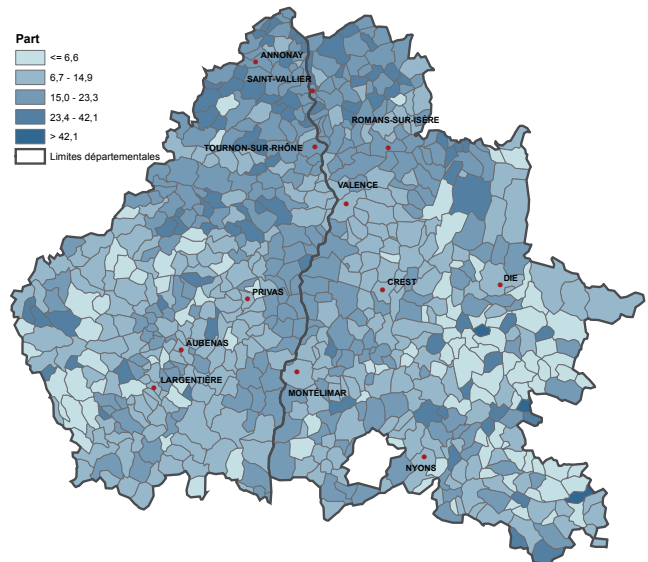 Part
<= 6,6
6,7 - 14,9
15,0 - 23,3
23,4 - 42,1
> 42,1
Limites départementales
ANNONAY
SAINT-VALLIER
ROMANS-SUR-ISÈRE
TOURNON-SUR-RHÔNE
VALENCE
DIE
CREST
PRIVAS
AUBENAS
LARGENTIÈRE
MONTÉLIMAR
NYONS